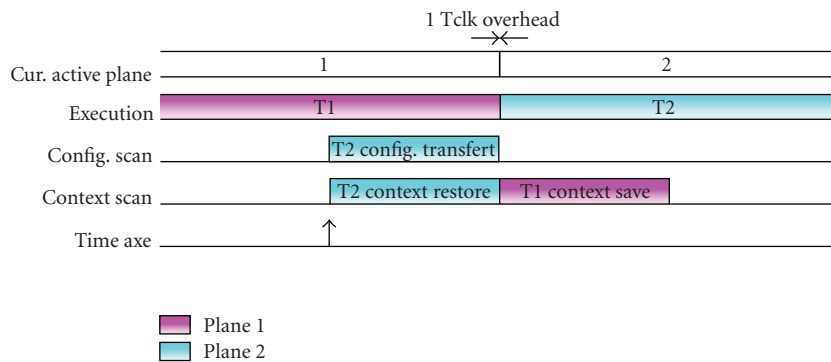 1 Tclk overhead
Cur. active plane 1 2
Execution T1 T2
Config. scan T2 config. transfert
Context scan T2 context restore T1 context save
Time axe
Plane 1
Plane 2